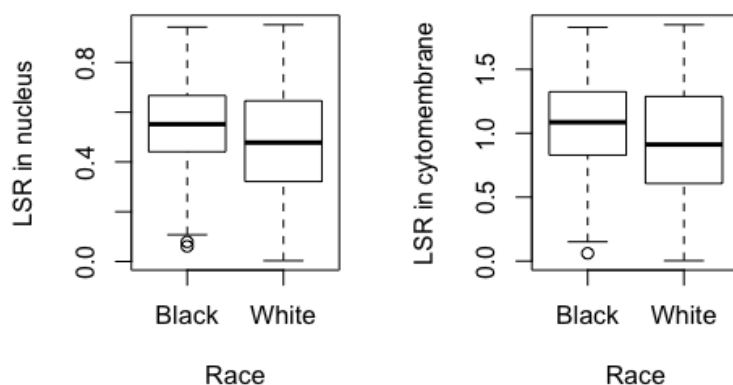 LSR in nucleus
0.8
0.4
0.0
Black White
Race
LSR in cytomembrane
1.5
1.0
0.5
0.0
Black White
Race